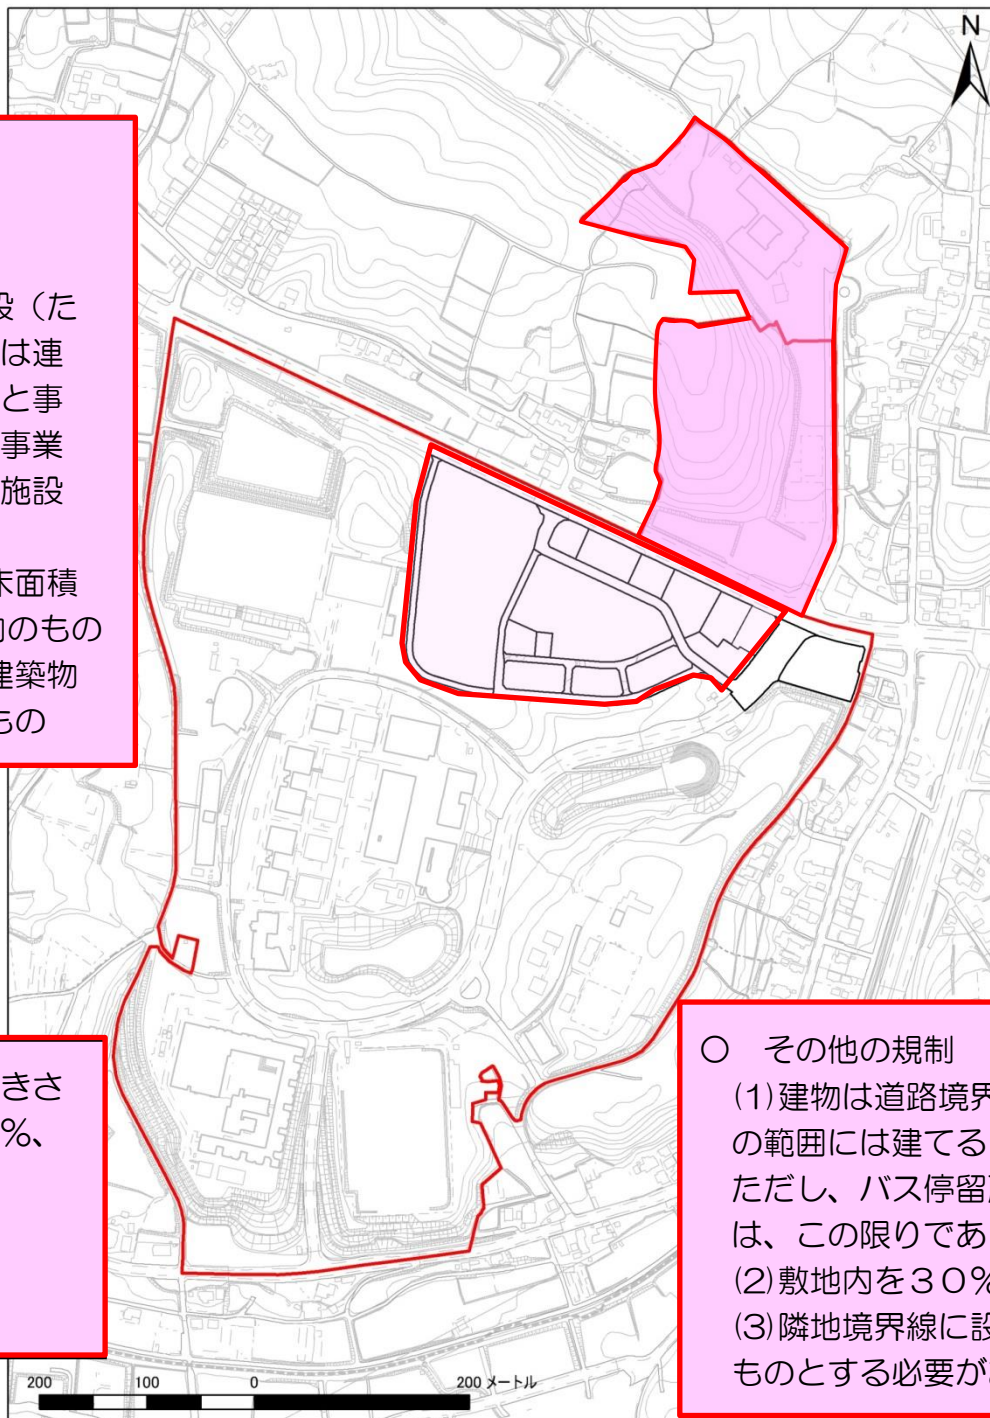 N
設（た
は連
と事
事業
施設
床面積
内のもの
建築物
もの
きさ
%、
○　その他の規制
(1)建物は道路境界
の範囲には建てる
ただし、バス停留
は、この限りであ
(2)敷地内を３０%
(3)隣地境界線に設
ものとする必要が
200 100 0 200 メートル